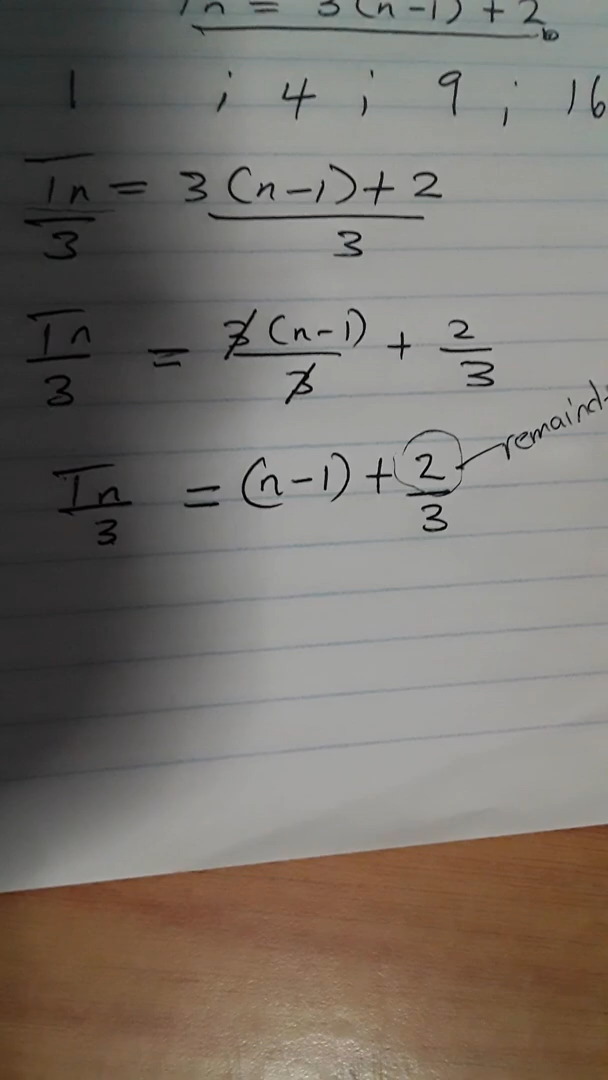 Tn = 3(n-1) + 2
1 ; 4 ; 9 ; 16
Tn/3 = 3(n-1)+2/3
Tn/3 = 3(n-1)/3 + 2/3
Tn/3 = (n-1) + 2/3 remaind